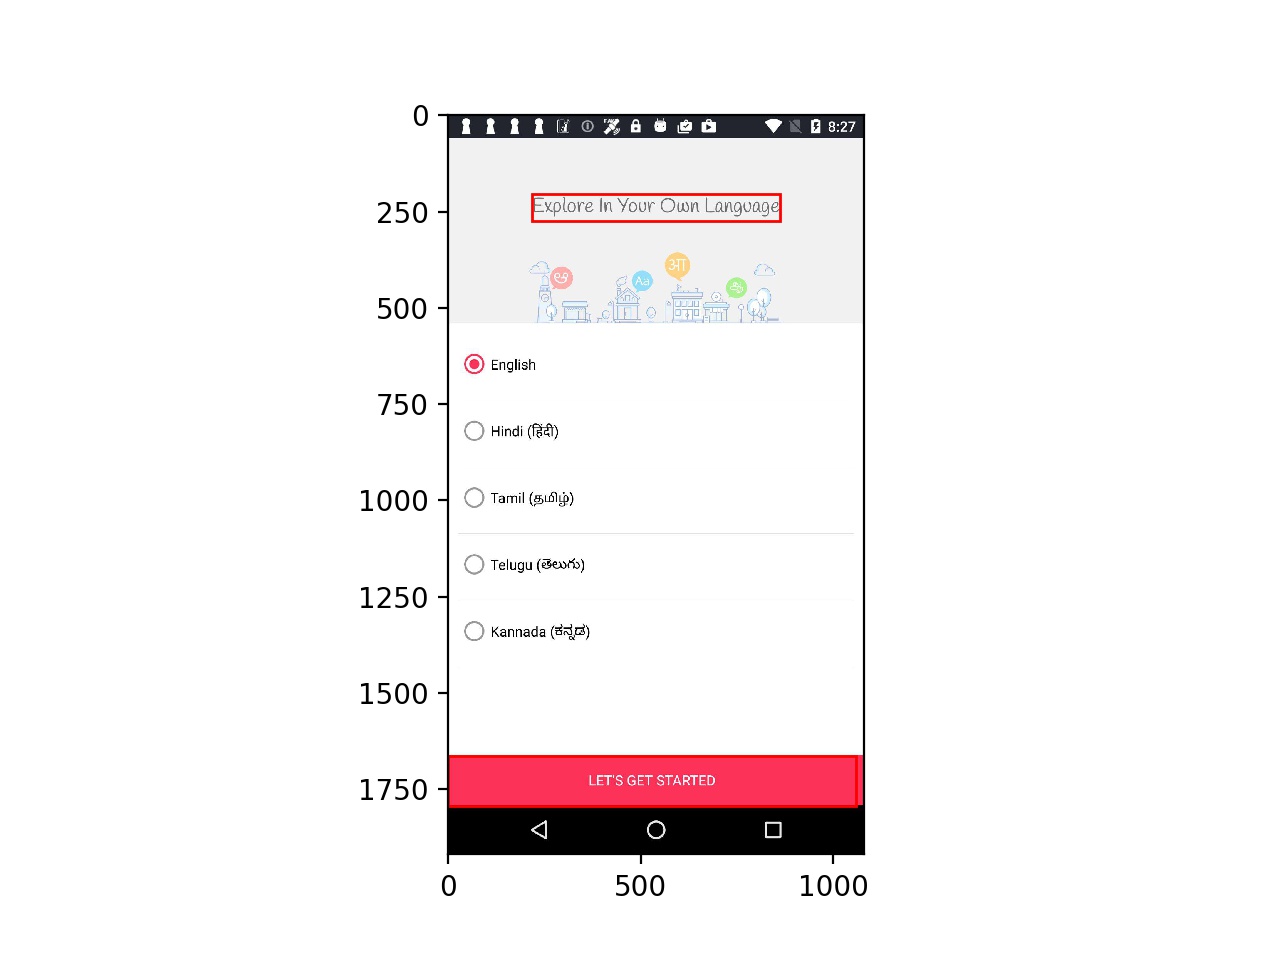 0
250
500
750
1000
1250
1500
1750
8:27
Explore In Your Own Language
ಆ
Aa
आ
English
Hindi (हिंदी)
Tamil (தமிழ்)
Telugu (తెలుగు)
Kannada (ಕನ್ನಡ)
LET'S GET STARTED
0 500 1000